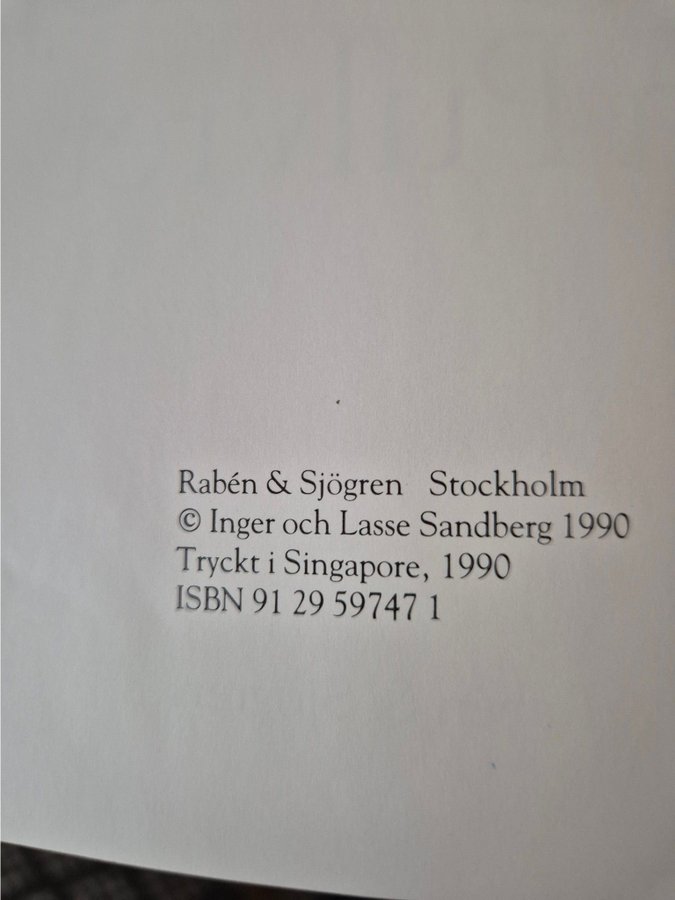 Rabén & Sjögren Stockholm
© Inger och Lasse Sandberg 1990
Tryckt i Singapore, 1990
ISBN 91 29 59747 1